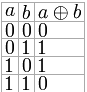 a b a ⊕ b
0 0 0
0 1 1
1 0 1
1 1 0